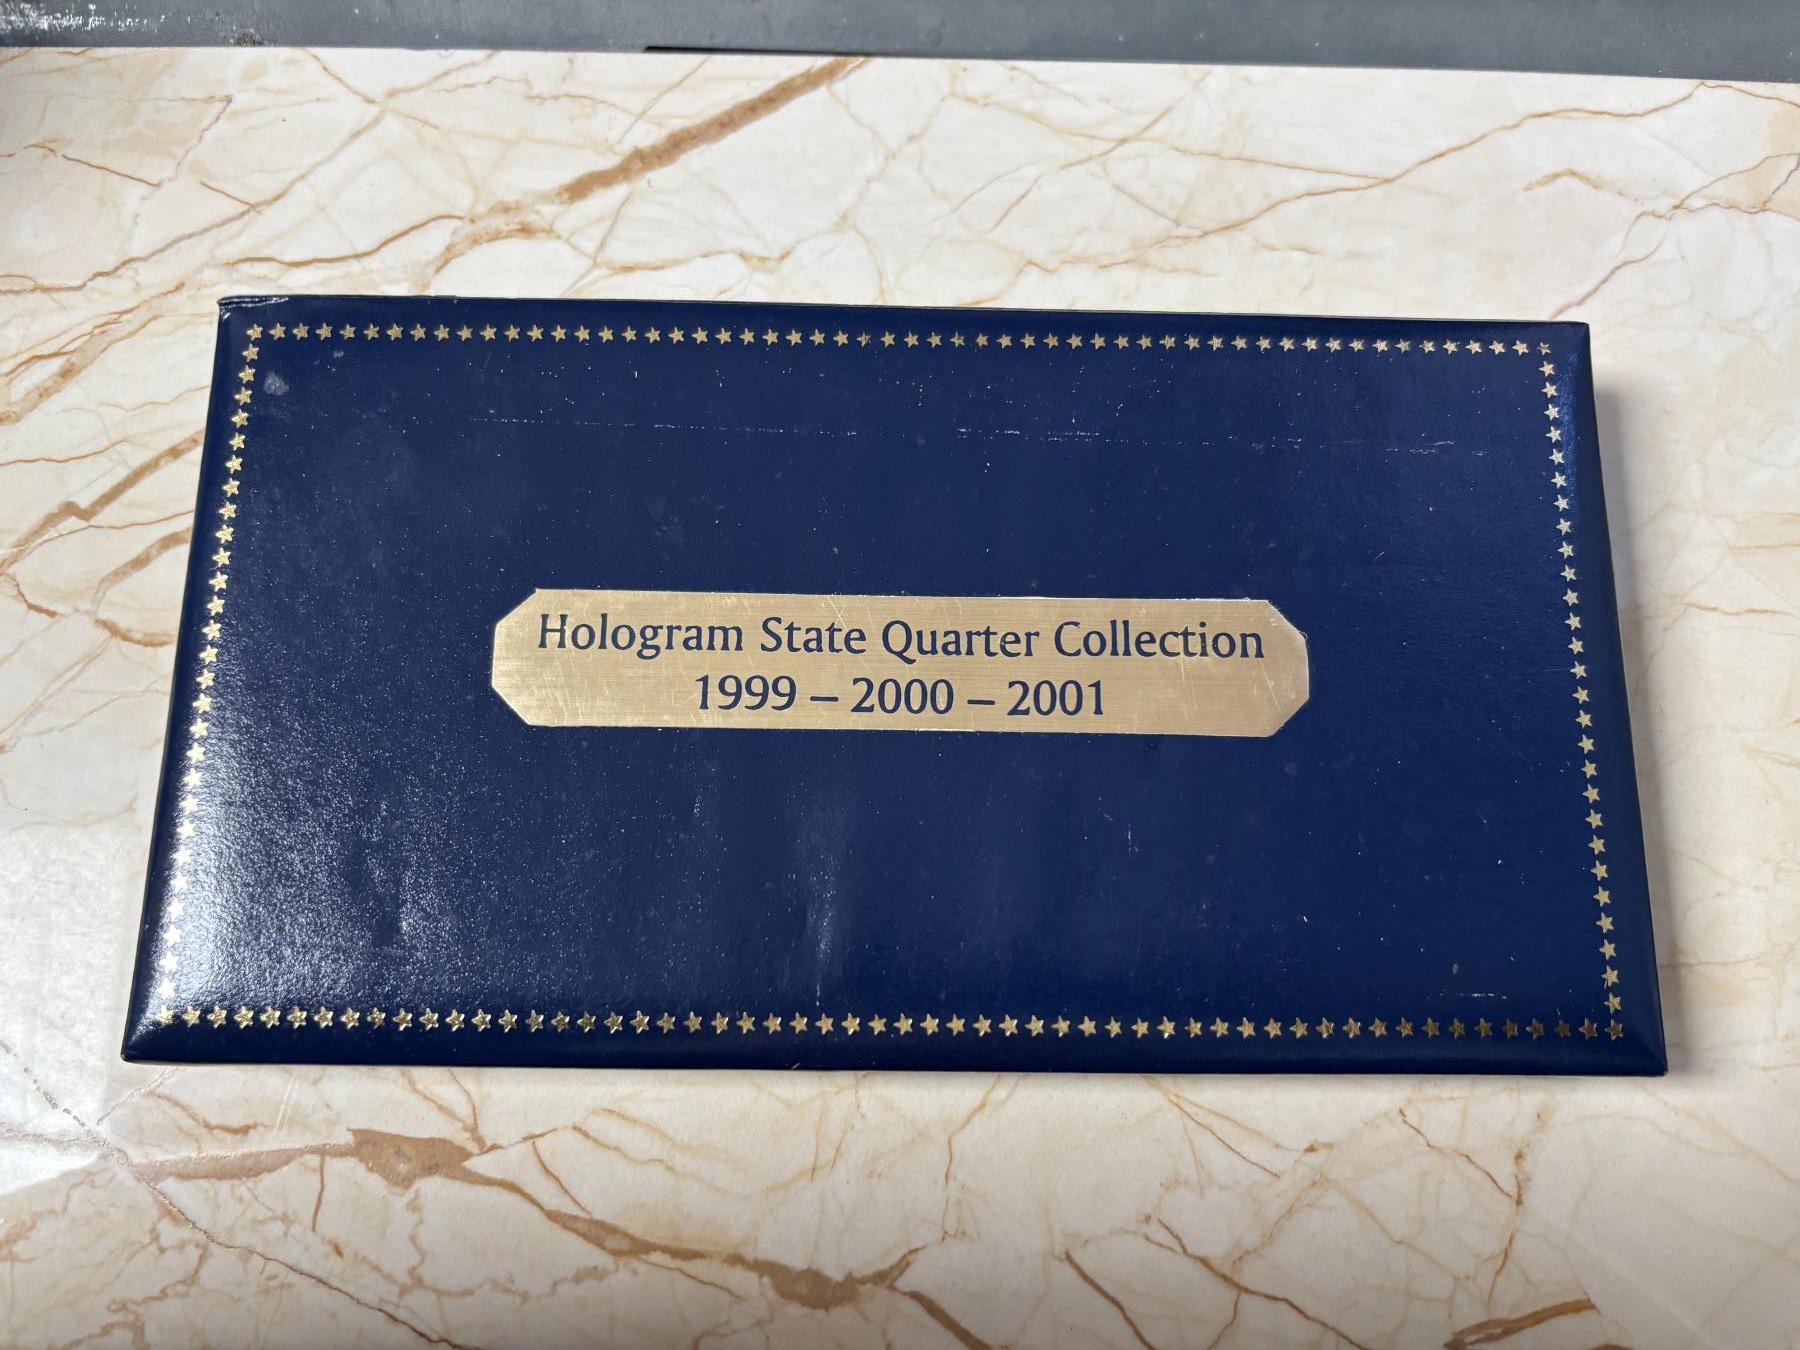 Hologram State Quarter Collection
1999 – 2000 – 2001